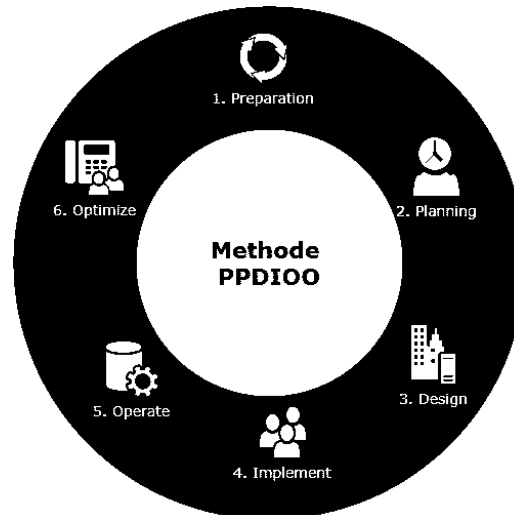 1. Preparation
2. Planning
3. Design
4. Implement
5. Operate
6. Optimize
Methode
PPDIOO